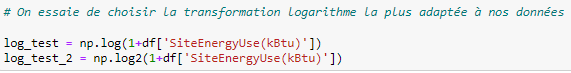 # On essaie de choisir la transformation logarithme la plus adaptée à nos données
log_test = np.log(1+df['SiteEnergyUse(kBtu)'])
log_test_2 = np.log2(1+df['SiteEnergyUse(kBtu)'])